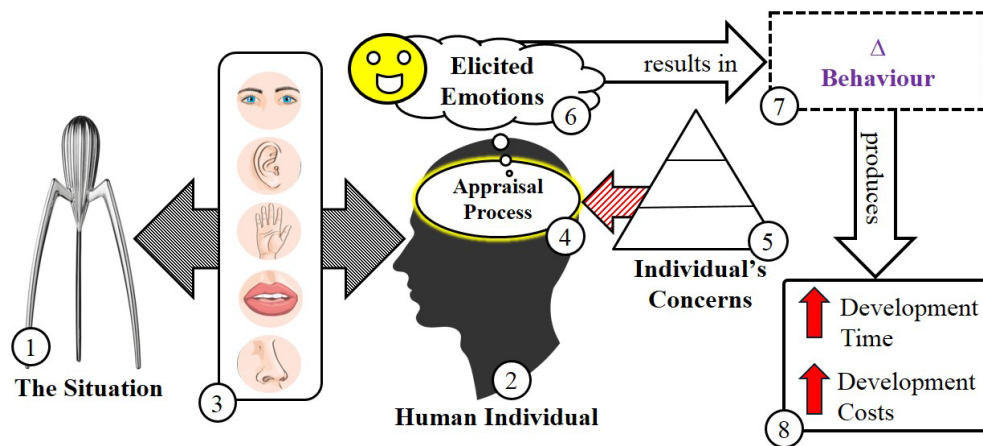 1
The Situation
3
2
Human Individual
Appraisal
Process
4
Individual's
Concerns
5
Elicited
Emotions
6
results in
Δ
Behaviour
7
produces
Development
Time
Development
Costs
8